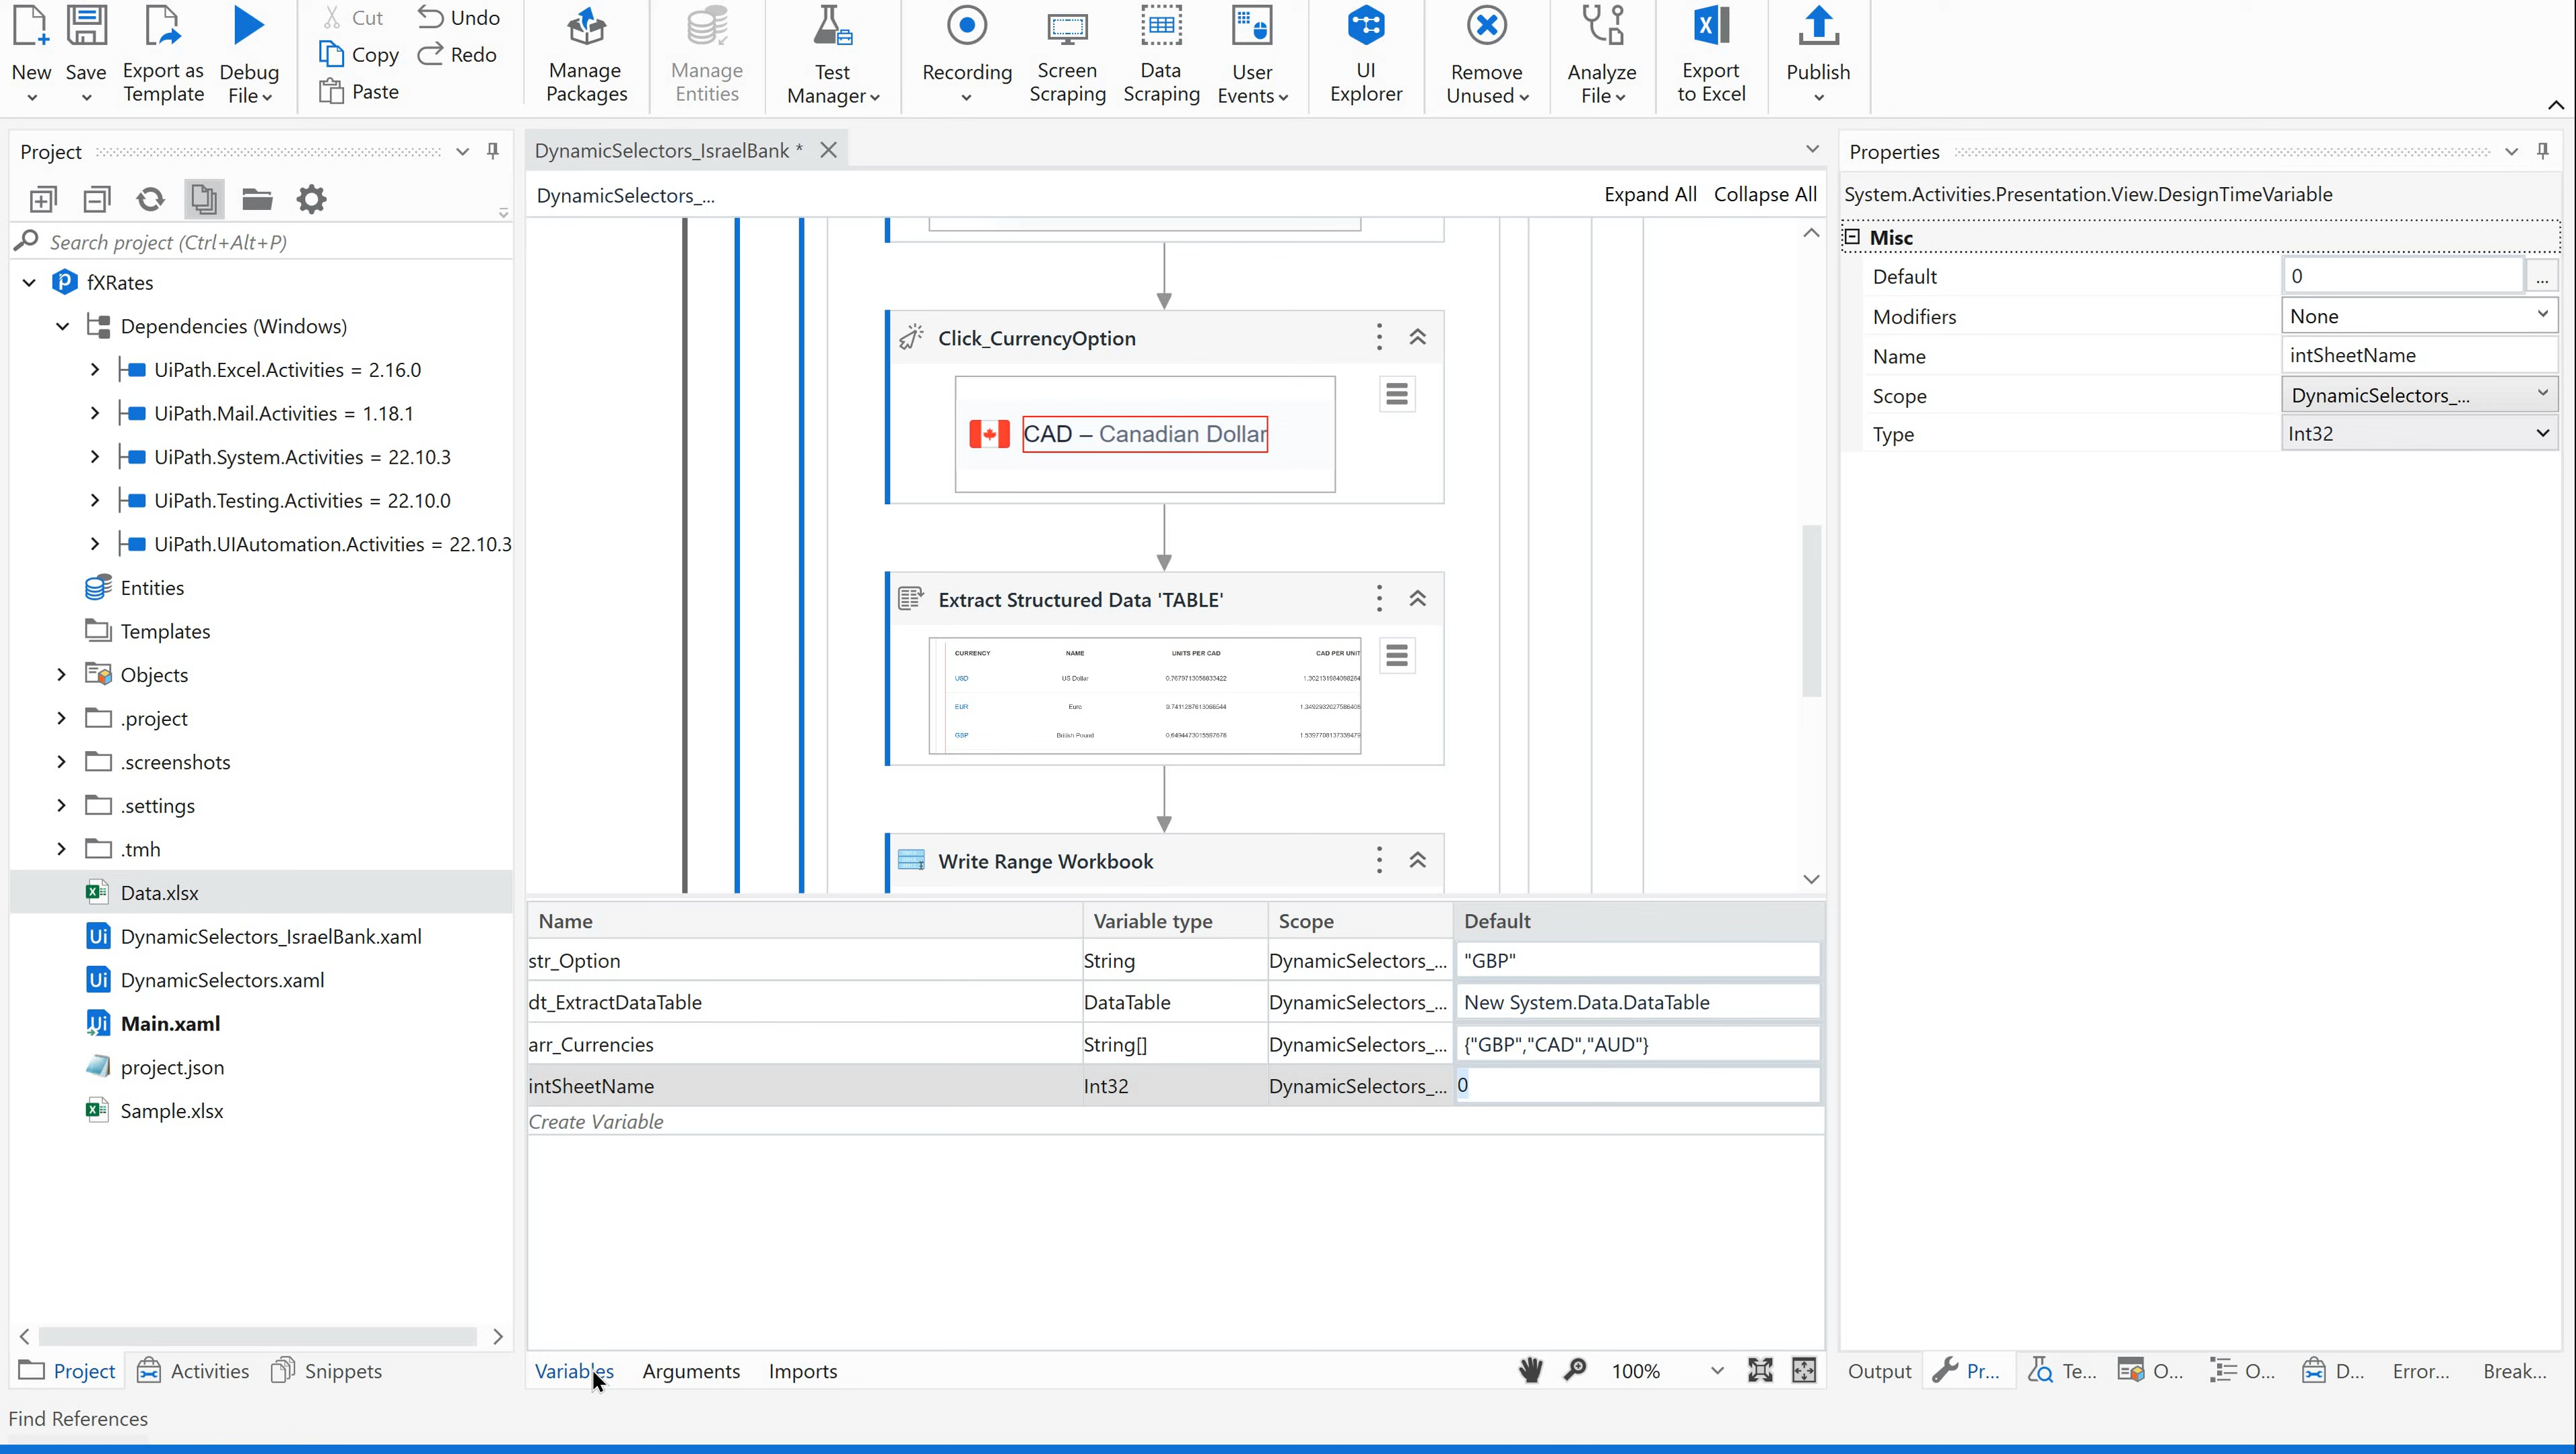 New
Save
Export as
Template
Debug
File
Cut
Copy
Paste
Undo
Redo
Manage
Packages
Manage
Entities
Test
Manager
Recording
Screen
Scraping
Data
Scraping
User
Events
UI
Explorer
Remove
Unused
Analyze
File
Export
to Excel
Publish
Project
Search project (Ctrl+Alt+P)
fXRates
Dependencies (Windows)
UiPath.Excel.Activities = 2.16.0
UiPath.Mail.Activities = 1.18.1
UiPath.System.Activities = 22.10.3
UiPath.Testing.Activities = 22.10.0
UiPath.UIAutomation.Activities = 22.10.3
Entities
Templates
Objects
.project
.screenshots
.settings
.tmh
Data.xlsx
DynamicSelectors_IsraelBank.xaml
DynamicSelectors.xaml
Main.xaml
project.json
Sample.xlsx
Project
Activities
Snippets
Find References
DynamicSelectors_IsraelBank *
DynamicSelectors_...
Expand All
Collapse All
Click_CurrencyOption
CAD – Canadian Dollar
Extract Structured Data 'TABLE'
CURRENCY NAME UNITS PER CAD CAD PER UNIT
USD US Dollar
EUR Euro
GBP British Pound
Write Range Workbook
Name Variable type Scope Default
str_Option String DynamicSelectors_... "GBP"
dt_ExtractDataTable DataTable DynamicSelectors_... New System.Data.DataTable
arr_Currencies String[] DynamicSelectors_... {"GBP","CAD","AUD"}
intSheetName Int32 DynamicSelectors_... 0
Create Variable
Variables
Arguments
Imports
100%
Properties
System.Activities.Presentation.View.DesignTimeVariable
Misc
Default 0 ...
Modifiers None
Name intSheetName
Scope DynamicSelectors_...
Type Int32
Output
Pr...
Te...
O...
O...
D...
Error...
Break...